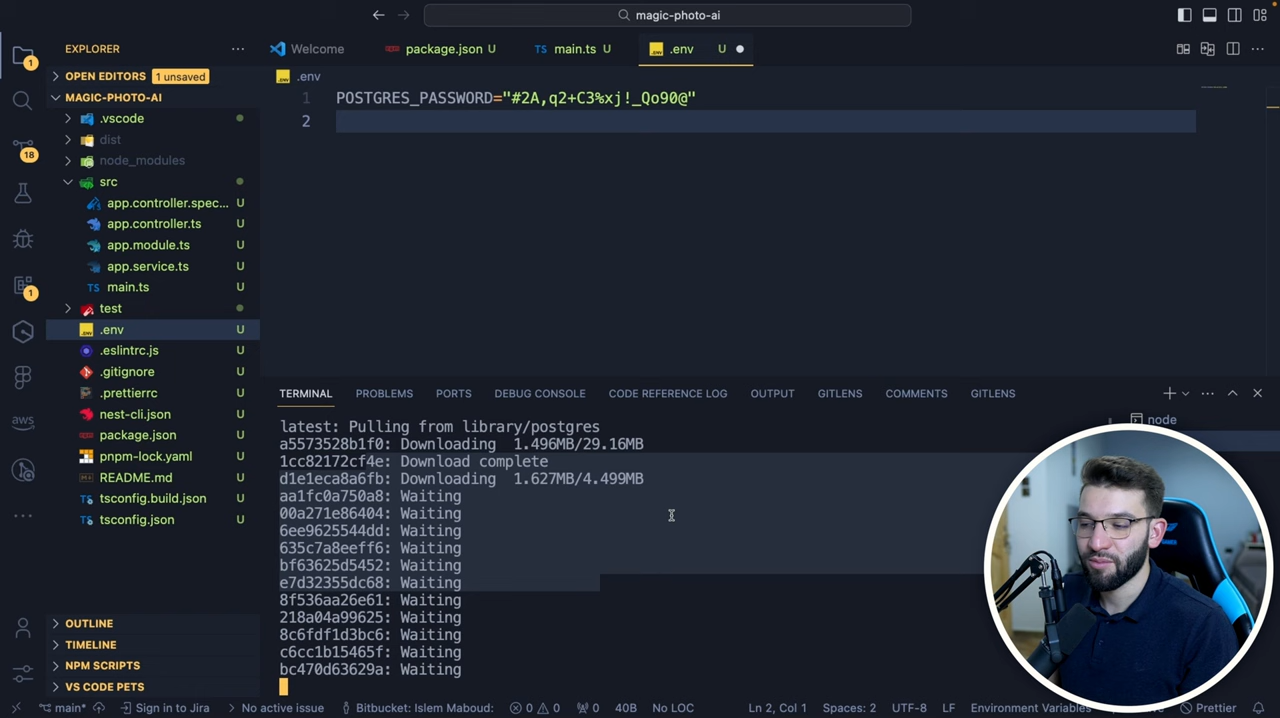 magic-photo-ai
EXPLORER
OPEN EDITORS 1 unsaved
MAGIC-PHOTO-AI
.vscode
dist
node_modules
src
app.controller.spec... U
app.controller.ts U
app.module.ts U
app.service.ts U
main.ts U
test
.env U
.eslintrc.js U
.gitignore U
.prettierrc U
nest-cli.json U
package.json U
pnpm-lock.yaml U
README.md U
tsconfig.build.json U
tsconfig.json U
OUTLINE
TIMELINE
NPM SCRIPTS
VS CODE PETS
1
18
1
aws
Welcome
package.json U
TS main.ts U
.env U
.env
1 POSTGRES_PASSWORD="#2A,q2+C3%xj!_Qo90@"
2
TERMINAL PROBLEMS PORTS DEBUG CONSOLE CODE REFERENCE LOG OUTPUT GITLENS COMMENTS GITLENS
node
latest: Pulling from library/postgres
a5573528b1f0: Downloading 1.496MB/29.16MB
1cc82172cf4e: Download complete
d1e1eca8a6fb: Downloading 1.627MB/4.499MB
aa1fc0a750a8: Waiting
00a271e86404: Waiting
6ee9625544dd: Waiting
635c7a8eeff6: Waiting
bf63625d5452: Waiting
e7d32355dc68: Waiting
8f536aa26e61: Waiting
218a04a99625: Waiting
8c6fdf1d3bc6: Waiting
c6cc1b15465f: Waiting
bc470d63629a: Waiting
main* Sign in to Jira No active issue Bitbucket: Islem Maboud: 0 0 0 40B No LOC Ln 2, Col 1 Spaces: 2 UTF-8 LF Environment Variables Prettier